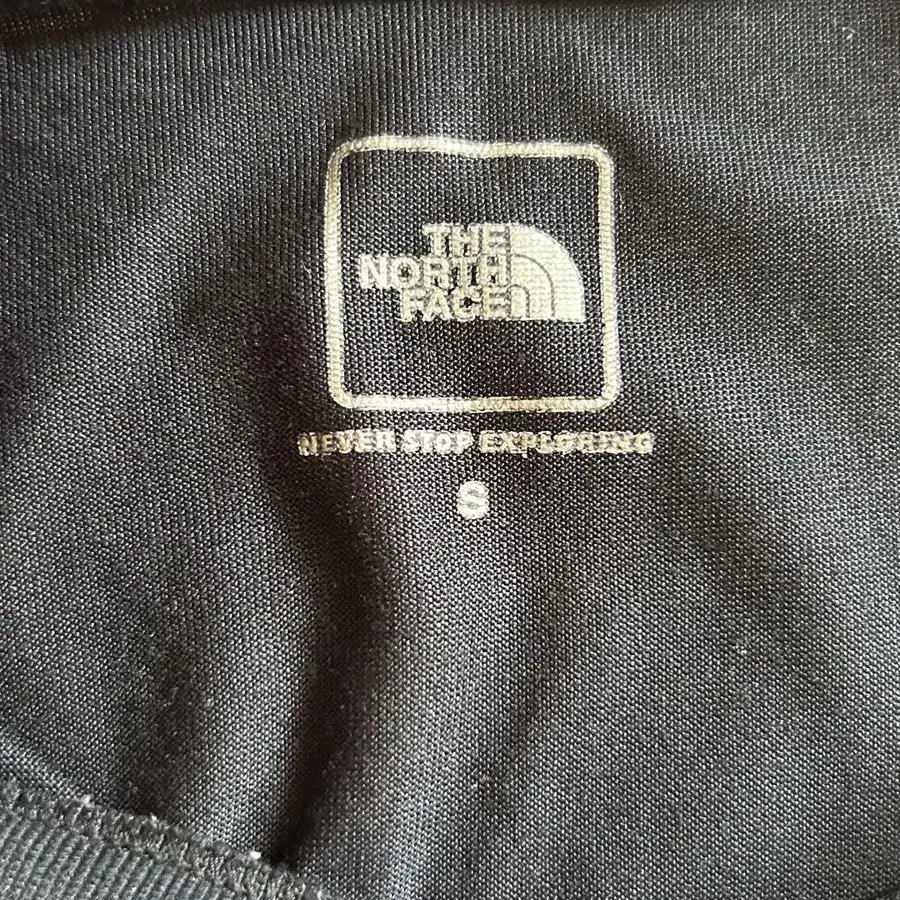 THE
NORTH
FACE
NEVER STOP EXPLORING
S